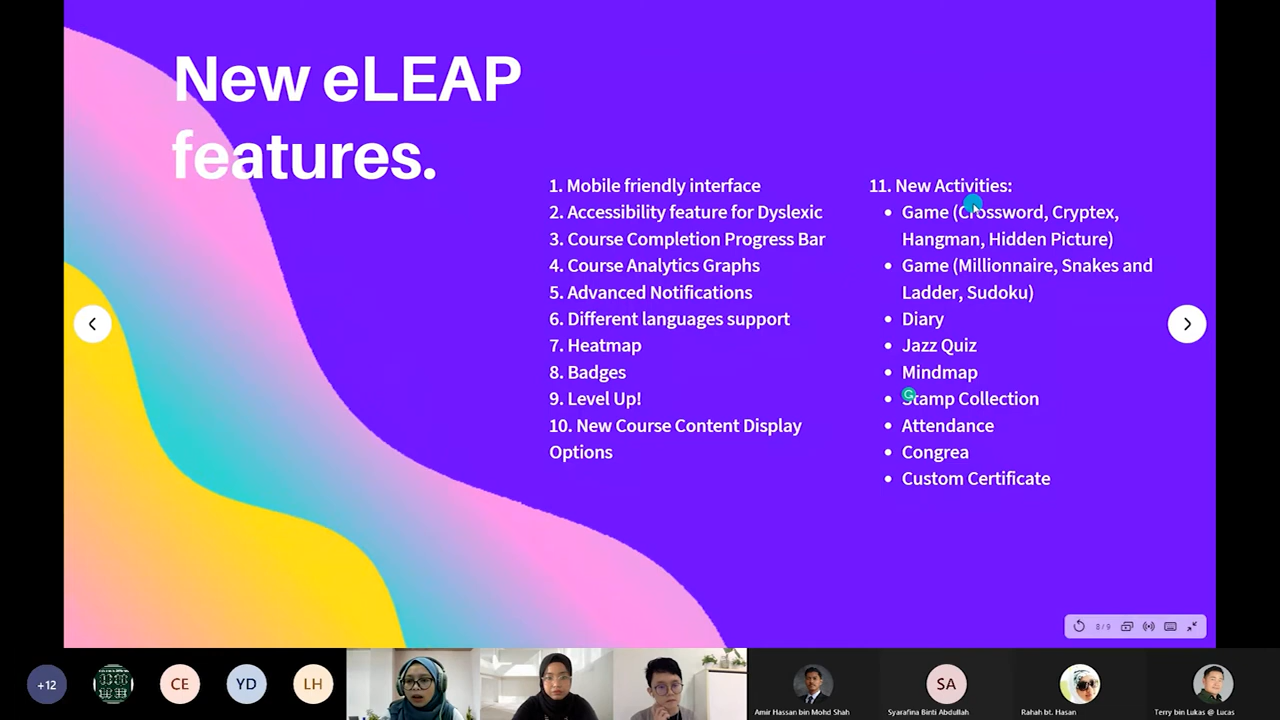 New eLEAP
features.
1. Mobile friendly interface
2. Accessibility feature for Dyslexic
3. Course Completion Progress Bar
4. Course Analytics Graphs
5. Advanced Notifications
6. Different languages support
7. Heatmap
8. Badges
9. Level Up!
10. New Course Content Display
Options
11. New Activities:
• Game (Crossword, Cryptex,
Hangman, Hidden Picture)
• Game (Millionnaire, Snakes and
Ladder, Sudoku)
• Diary
• Jazz Quiz
• Mindmap
• Stamp Collection
• Attendance
• Congrea
• Custom Certificate
8 / 9
+12
CE
YD
LH
SA
Amir Hassan bin Mohd Shah
Syarafina Binti Abdullah
Rahah bt. Hasan
Terry bin Lukas @ Lucas